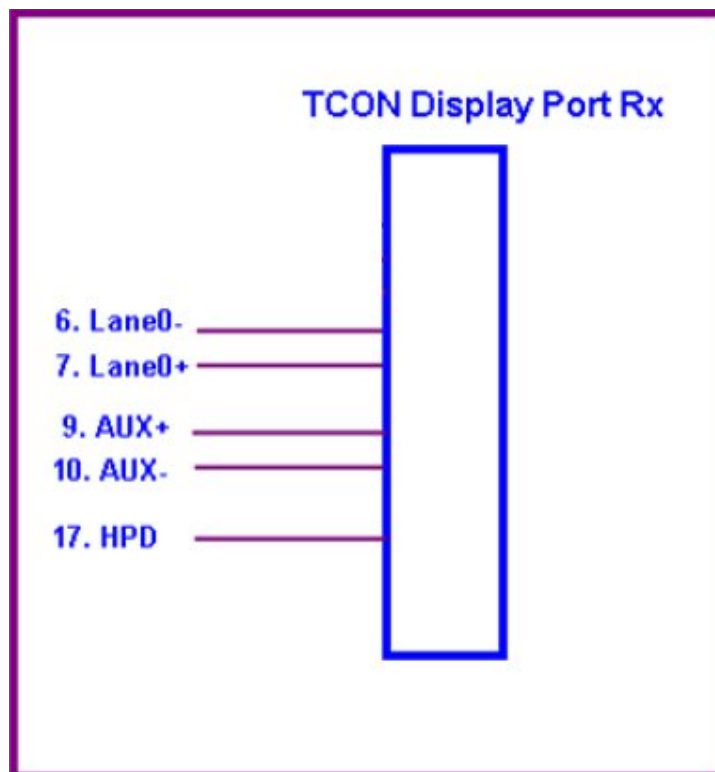 TCON Display Port Rx
6. Lane0-
7. Lane0+
9. AUX+
10. AUX-
17. HPD